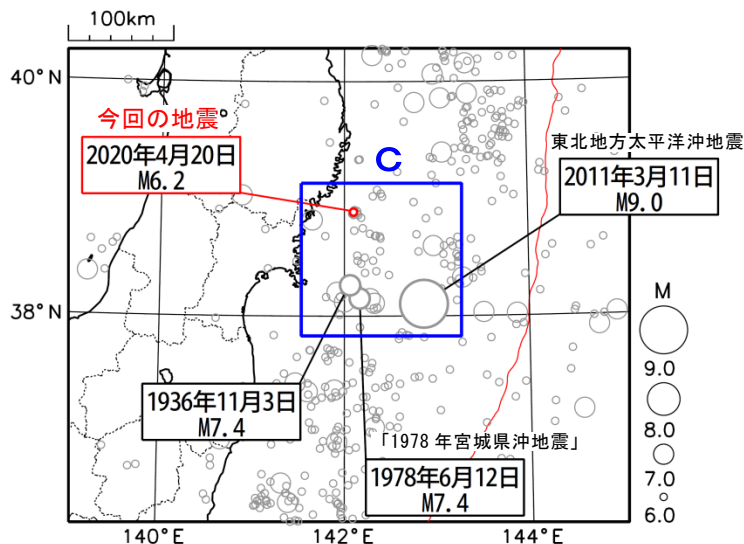 100km
40°N
今回の地震
2020年4月20日
M6.2
C
東北地方太平洋沖地震
2011年3月11日
M9.0
38°N
M
9.0
8.0
7.0
6.0
1936年11月3日
M7.4
「1978年宮城県沖地震」
1978年6月12日
M7.4
140°E
142°E
144°E